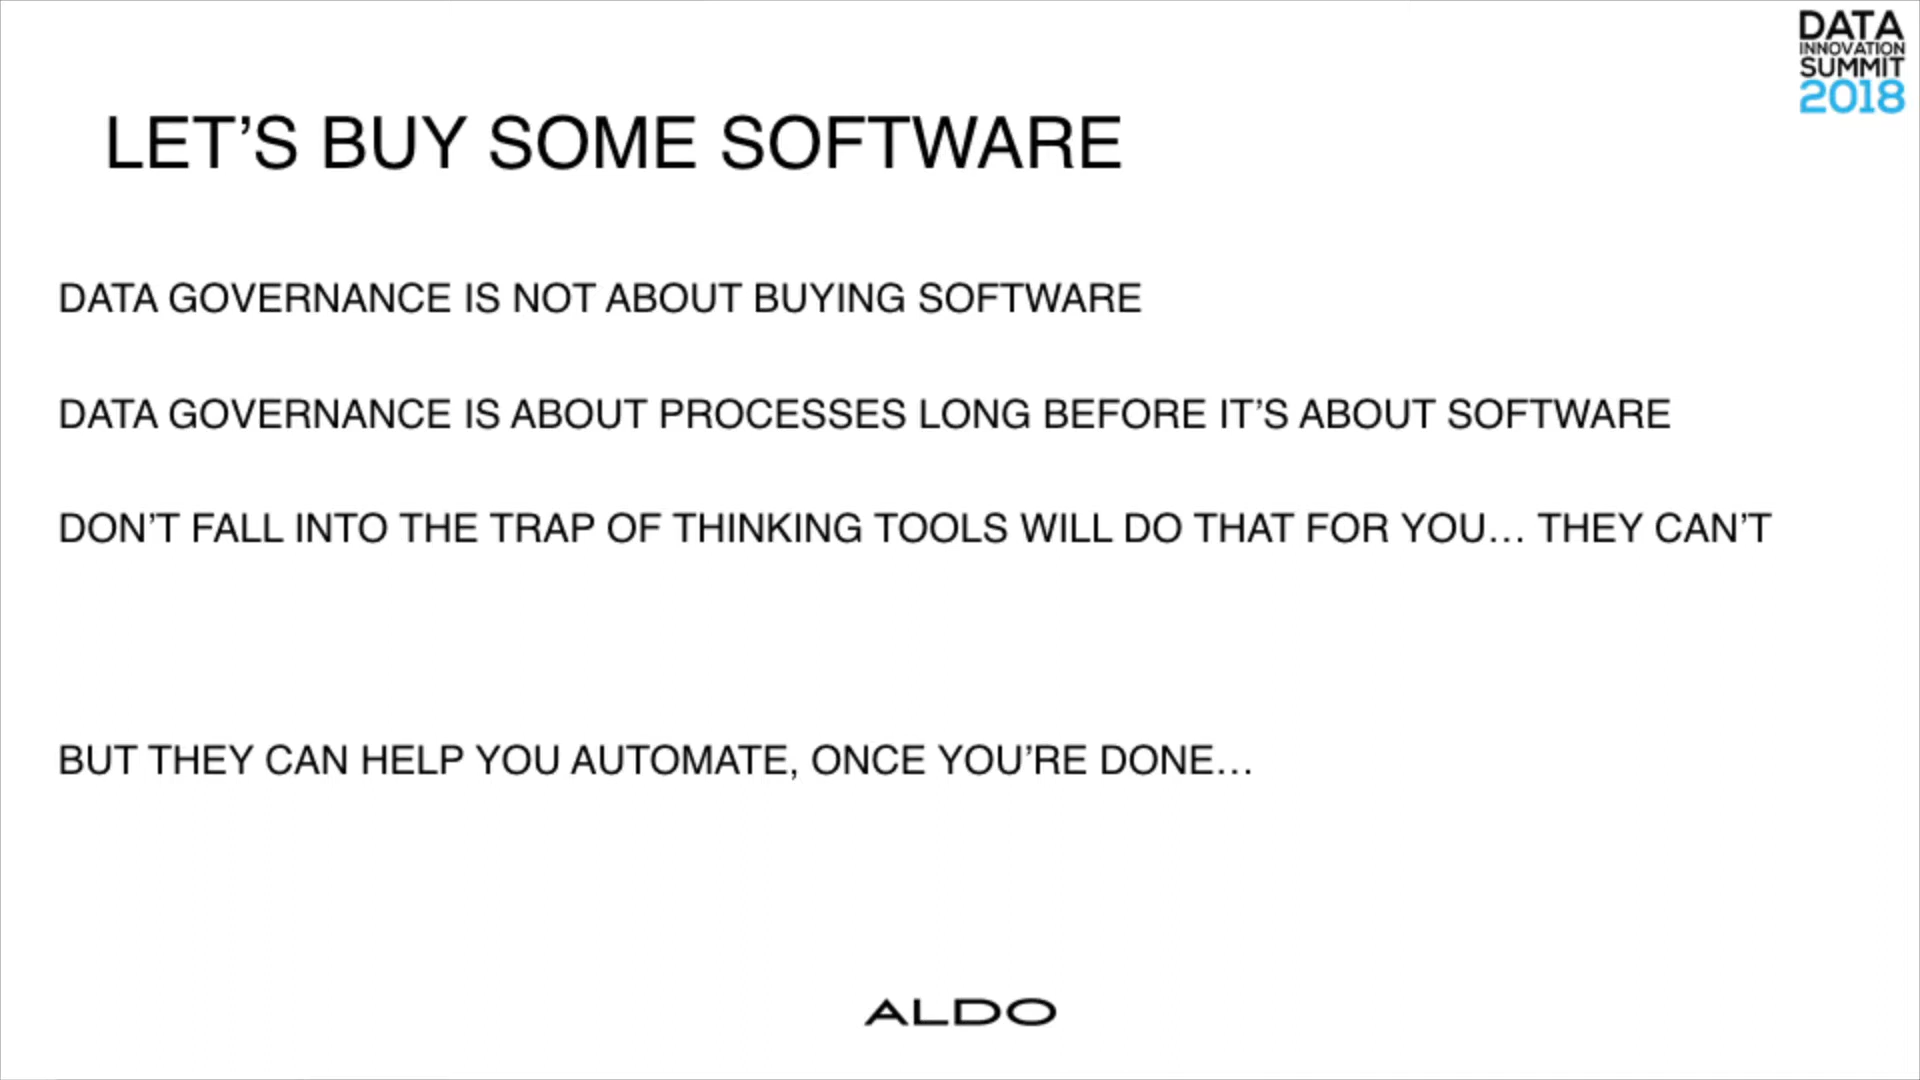 DATA
INNOVATION
SUMMIT
2018
LET’S BUY SOME SOFTWARE
DATA GOVERNANCE IS NOT ABOUT BUYING SOFTWARE
DATA GOVERNANCE IS ABOUT PROCESSES LONG BEFORE IT’S ABOUT SOFTWARE
DON’T FALL INTO THE TRAP OF THINKING TOOLS WILL DO THAT FOR YOU… THEY CAN’T
BUT THEY CAN HELP YOU AUTOMATE, ONCE YOU’RE DONE…
ALDO